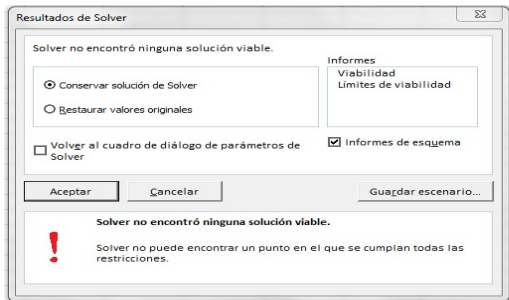 Resultados de Solver
Solver no encontró ninguna solución viable.
Conservar solución de Solver
Restaurar valores originales
Volver al cuadro de diálogo de parámetros de
Solver
Informes
Viabilidad
Límites de viabilidad
Informes de esquema
Aceptar
Cancelar
Guardar escenario...
Solver no encontró ninguna solución viable.
Solver no puede encontrar un punto en el que se cumplan todas las
restricciones.